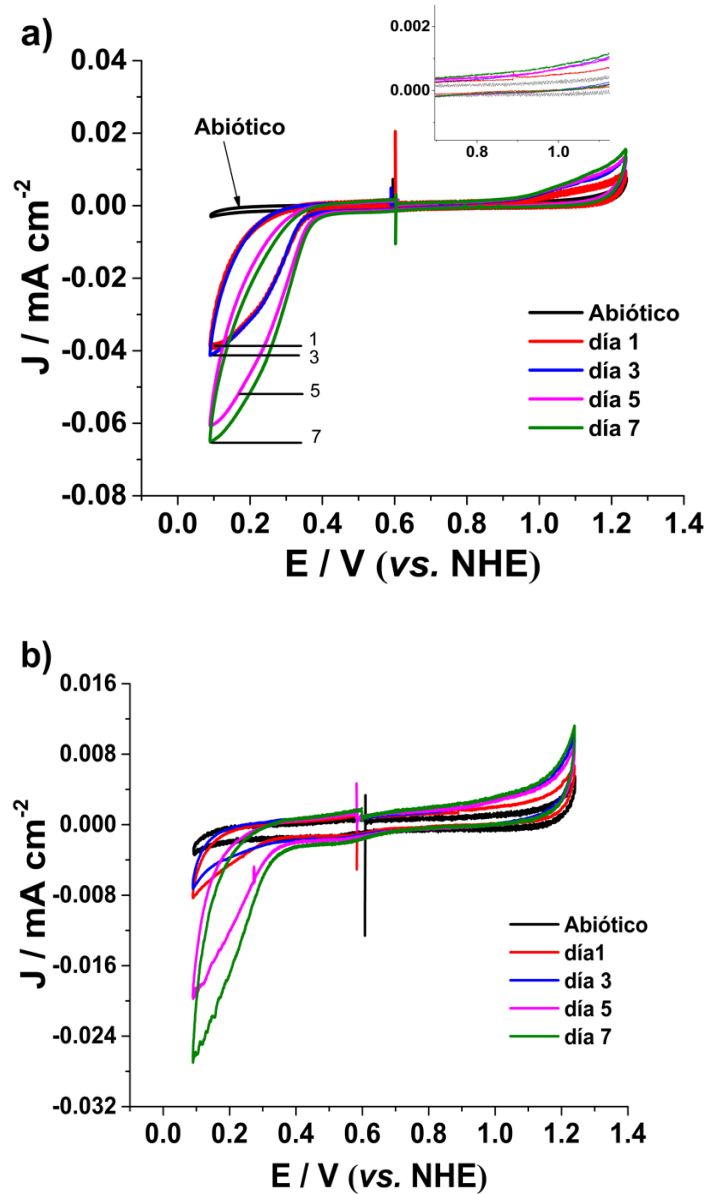 a)
0.002
0.000
0.8 1.0
0.04
0.02
0.00
-0.02
-0.04
-0.06
-0.08
J / mA cm-2
Abiótico
1
3
5
7
Abiótico
día 1
día 3
día 5
día 7
0.0 0.2 0.4 0.6 0.8 1.0 1.2 1.4
E / V (vs. NHE)
b)
0.016
0.008
0.000
-0.008
-0.016
-0.024
-0.032
J / mA cm-2
Abiótico
día1
día 3
día 5
día 7
0.0 0.2 0.4 0.6 0.8 1.0 1.2 1.4
E / V (vs. NHE)